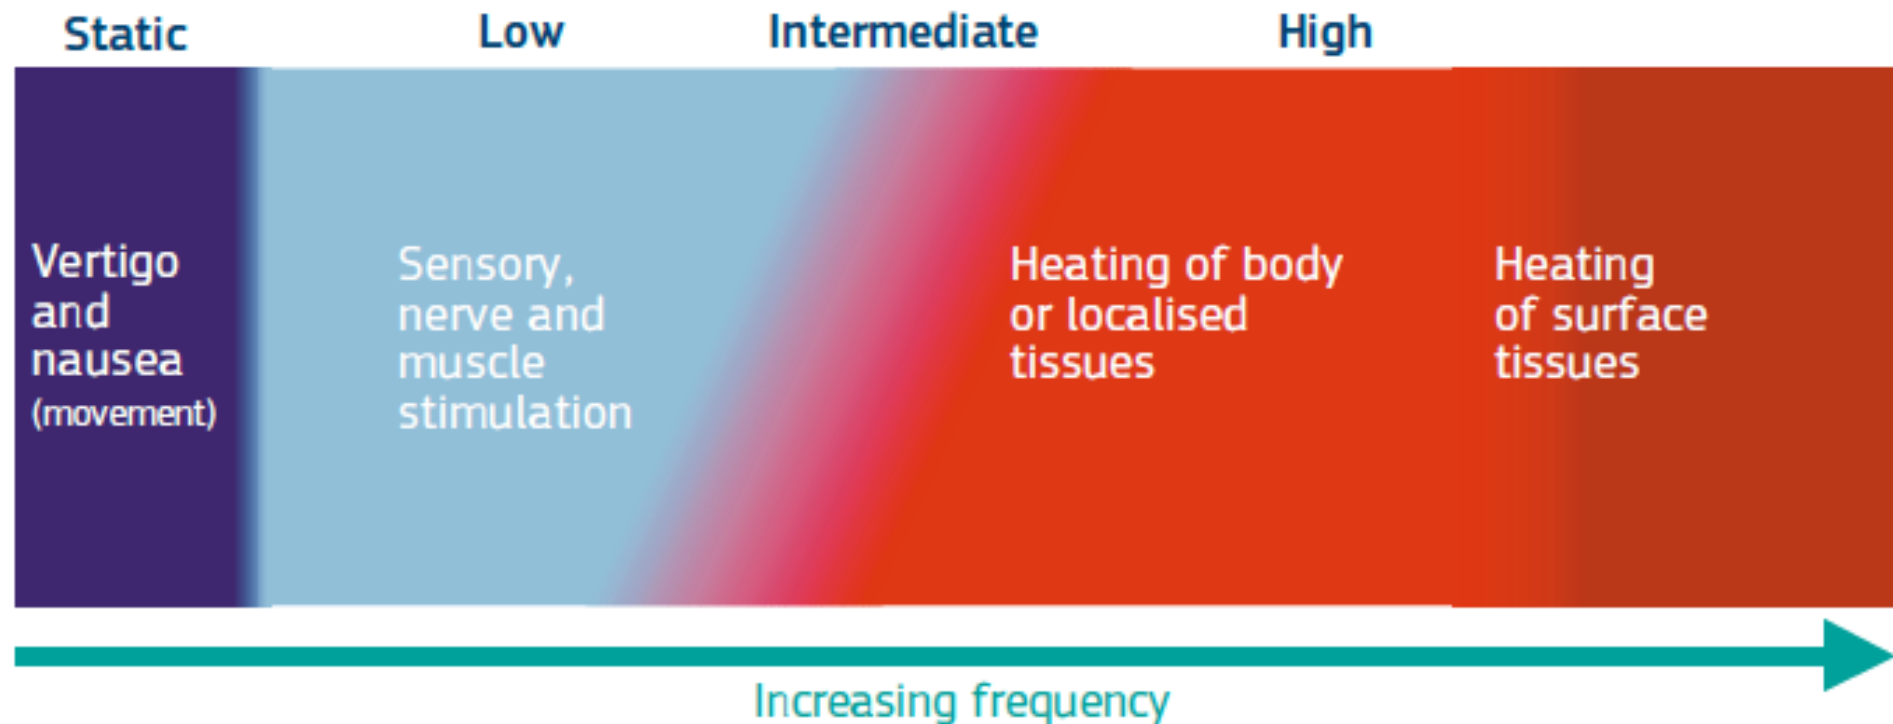 Static Low Intermediate High
Vertigo
and
nausea
(movement)
Sensory,
nerve and
muscle
stimulation
Heating of body
or localised
tissues
Heating
of surface
tissues
Increasing frequency